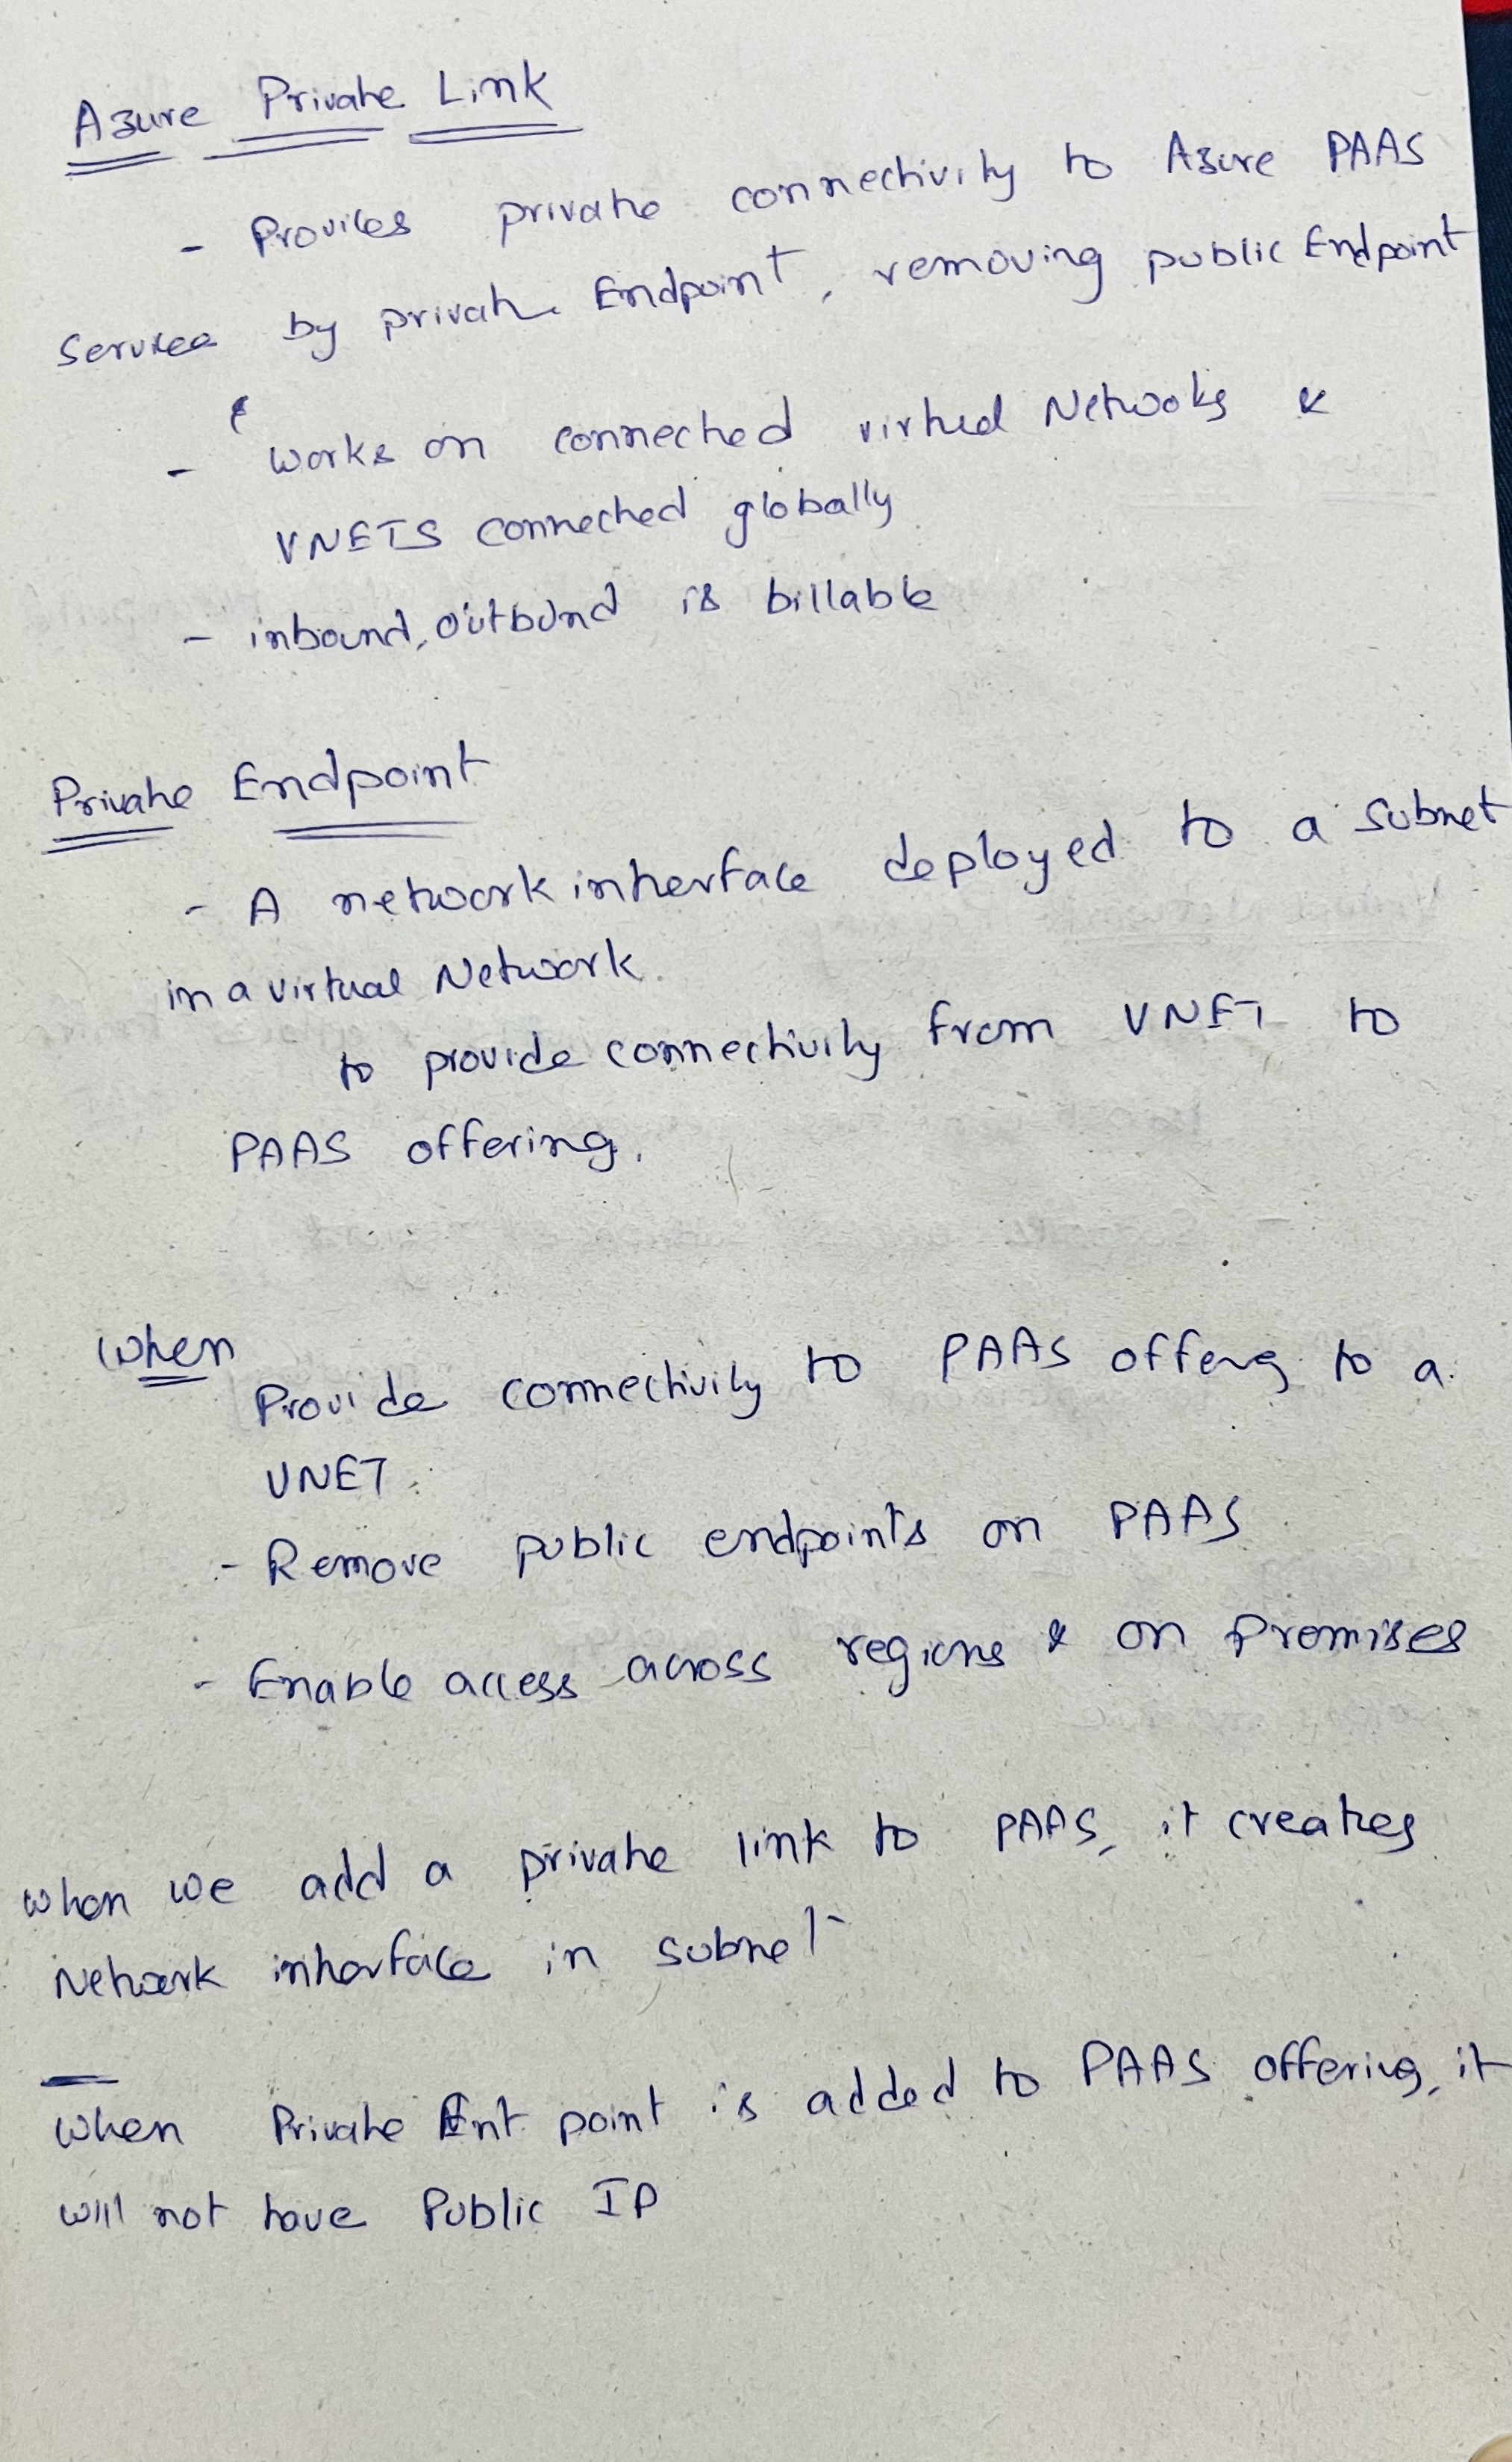 Azure Private Link
- Provices private connectivity to Azure PAAS
Service by private Endpoint, removing public Endpoint
- works on connected virtual Netwoks &
VNETS connected globally
- inbound, outbond is billable
Private Endpoint
- A network interface deployed to a subnet
in a virtual Network.
to provide connectivity from VNET to
PAAS offering.
When
Provide connectivity to PAAS offerg to a
VNET.
- Remove public endpoints on PAAS
- Enable access across regions & on Premises
when we add a private link to PAAS, it creates
Network interface in subnet
when Private Ent point is added to PAAS offering, it
will not have Public IP